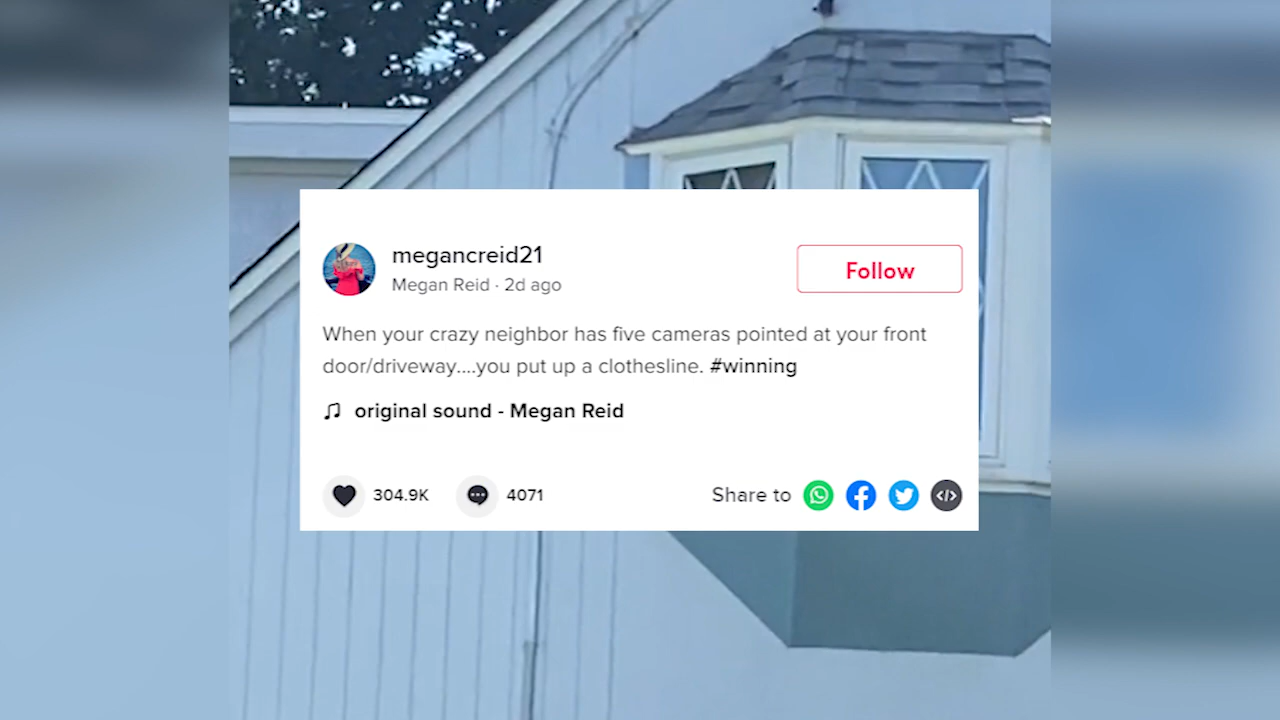 megancreid21
Megan Reid · 2d ago
Follow
When your crazy neighbor has five cameras pointed at your front
door/driveway....you put up a clothesline. #winning
original sound - Megan Reid
304.9K
4071
Share to